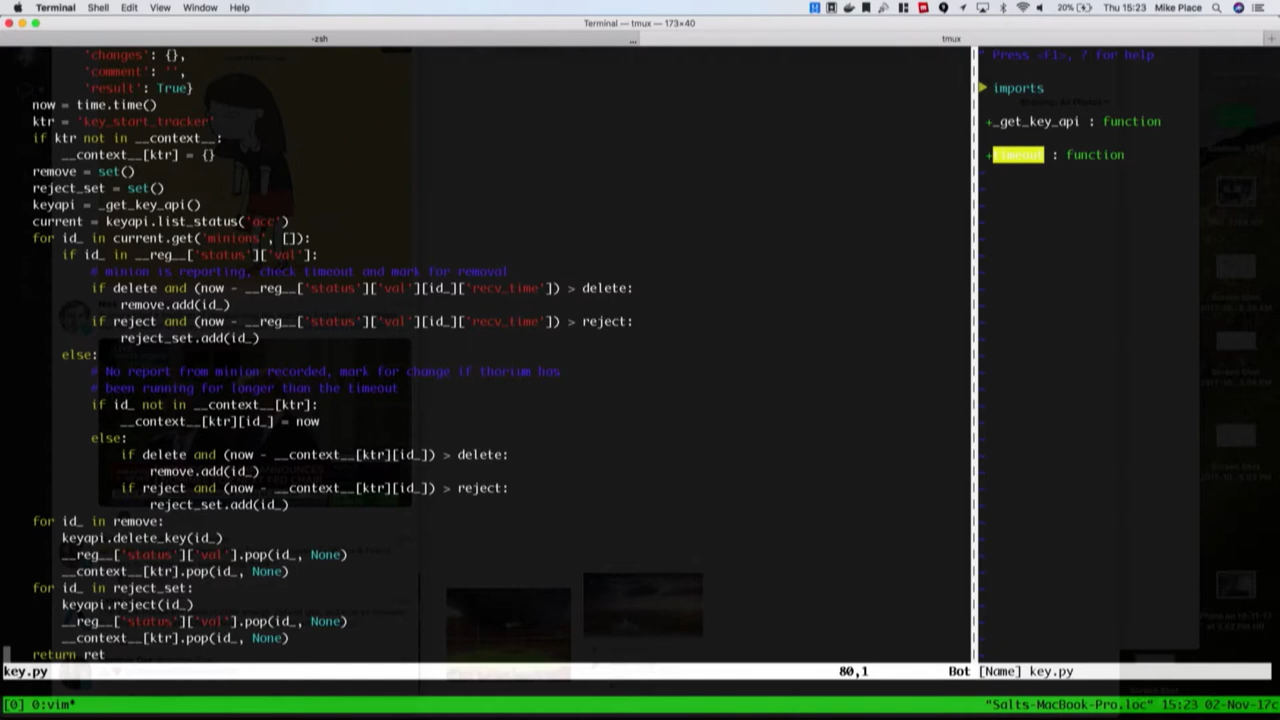 Terminal Shell Edit View Window Help 20% Thu 15:23 Mike Place
Terminal — tmux — 173×40
-zsh ... tmux
'changes': {},
'comment': '',
'result': True}
now = time.time()
ktr = 'key_start_tracker'
if ktr not in __context__:
__context__[ktr] = {}
remove = set()
reject_set = set()
keyapi = _get_key_api()
current = keyapi.list_status('acc')
for id_ in current.get('minions', []):
if id_ in __reg__['status']['val']:
# minion is reporting, check timeout and mark for removal
if delete and (now - __reg__['status']['val'][id_]['recv_time']) > delete:
remove.add(id_)
if reject and (now - __reg__['status']['val'][id_]['recv_time']) > reject:
reject_set.add(id_)
else:
# No report from minion recorded, mark for change if thorium has
# been running for longer than the timeout
if id_ not in __context__[ktr]:
__context__[ktr][id_] = now
else:
if delete and (now - __context__[ktr][id_]) > delete:
remove.add(id_)
if reject and (now - __context__[ktr][id_]) > reject:
reject_set.add(id_)
for id_ in remove:
keyapi.delete_key(id_)
__reg__['status']['val'].pop(id_, None)
__context__[ktr].pop(id_, None)
for id_ in reject_set:
keyapi.reject(id_)
__reg__['status']['val'].pop(id_, None)
__context__[ktr].pop(id_, None)
return ret
key.py 80,1 Bot
" Press <F1>, ? for help
imports
+_get_key_api : function
+timeout : function
[Name] key.py
[0] 0:vim* "Salts-MacBook-Pro.loc" 15:23 02-Nov-17